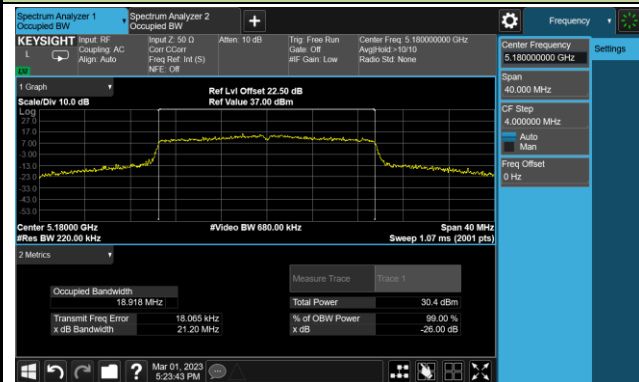 Spectrum Analyzer 1
Occupied BW
Spectrum Analyzer 2
Occupied BW
+
Frequency
KEYSIGHT
L
LXI
Input: RF
Coupling: AC
Align: Auto
Input Z: 50 Ω
Corr CCorr
Freq Ref: Int (S)
NFE: Off
Atten: 10 dB
Trig: Free Run
Gate: Off
#IF Gain: Low
Center Freq: 5.180000000 GHz
Avg|Hold:>10/10
Radio Std: None
Center Frequency
5.180000000 GHz
Settings
Span
40.000 MHz
CF Step
4.000000 MHz
Auto
Man
Freq Offset
0 Hz
1 Graph
Scale/Div 10.0 dB
Ref Lvl Offset 22.50 dB
Ref Value 37.00 dBm
Log
27.0
17.0
7.00
-3.00
-13.0
-23.0
-33.0
-43.0
-53.0
Center 5.18000 GHz
#Res BW 220.00 kHz
#Video BW 680.00 kHz
Span 40 MHz
Sweep 1.07 ms (2001 pts)
2 Metrics
Measure Trace
Trace 1
Occupied Bandwidth
18.918 MHz
Total Power
30.4 dBm
Transmit Freq Error
18.065 kHz
% of OBW Power
99.00 %
x dB Bandwidth
21.20 MHz
x dB
-26.00 dB
?
Mar 01, 2023
5:23:43 PM